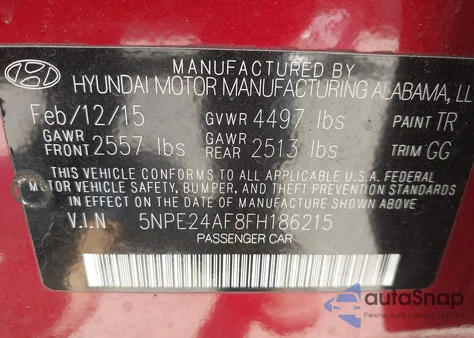 MANUFACTURED BY
HYUNDAI MOTOR MANUFACTURING ALABAMA, LL
Feb/12/15 GVWR 4497 lbs PAINT TR
GAWR FRONT 2557 lbs GAWR REAR 2513 lbs TRIM GG
THIS VEHICLE CONFORMS TO ALL APPLICABLE U.S.A. FEDERAL
MOTOR VEHICLE SAFETY, BUMPER, AND THEFT PREVENTION STANDARDS
IN EFFECT ON THE DATE OF MANUFACTURE SHOWN ABOVE
V.I.N 5NPE24AF8FH186215
PASSENGER CAR
autoSnap